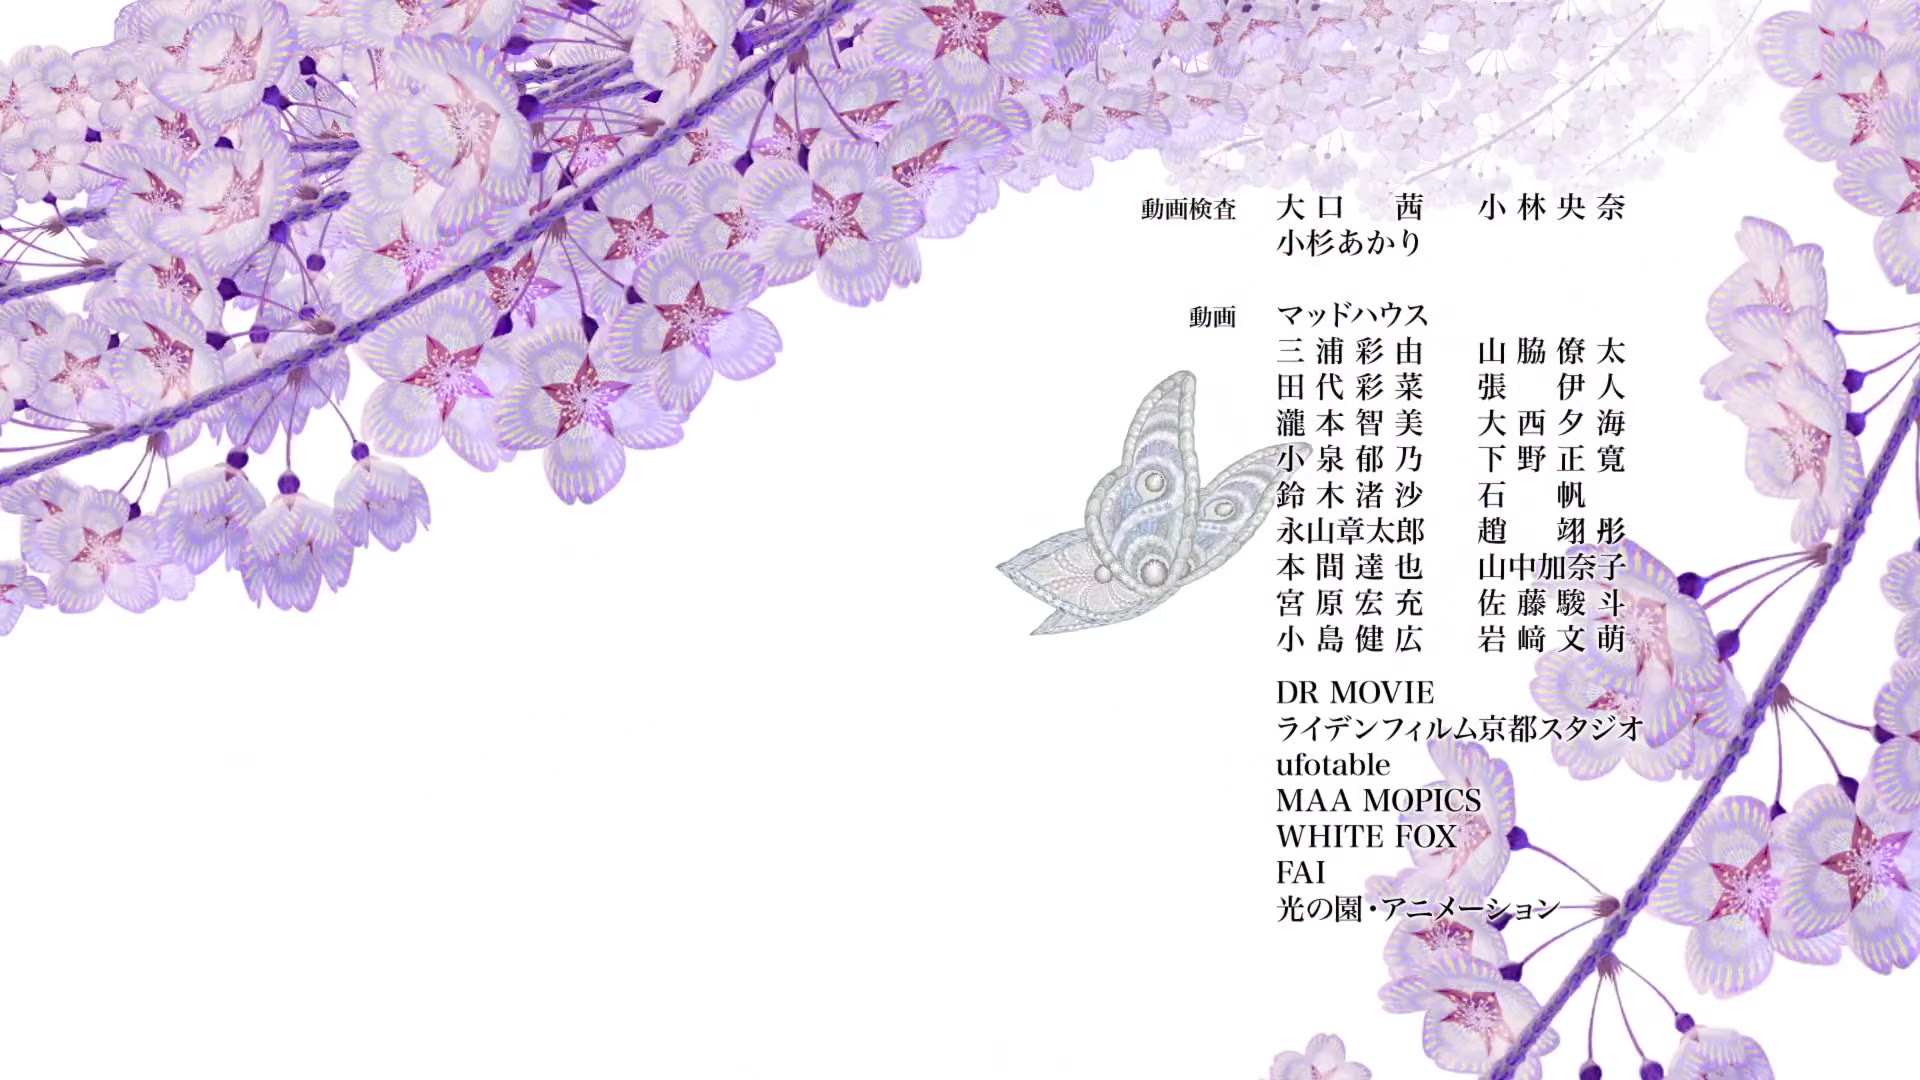 動画検査 大口 茜 小林央奈
小杉あかり
動画 マッドハウス
三浦彩由 山脇僚太
田代彩菜 張 伊人
瀧本智美 大西夕海
小泉郁乃 下野正寛
鈴木渚沙 石 帆
永山章太郎 趙 翊彤
本間達也 山中加奈子
宮原宏充 佐藤駿斗
小島健広 岩﨑文萌
DR MOVIE
ライデンフィルム京都スタジオ
ufotable
MAA MOPICS
WHITE FOX
FAI
光の園・アニメーション